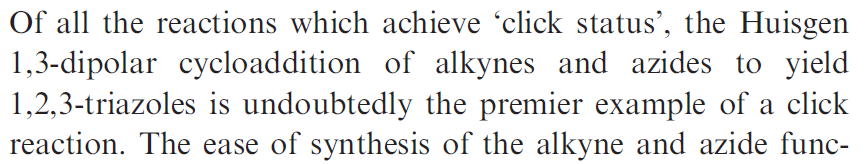 Of all the reactions which achieve ‘click status’, the Huisgen
1,3-dipolar cycloaddition of alkynes and azides to yield
1,2,3-triazoles is undoubtedly the premier example of a click
reaction. The ease of synthesis of the alkyne and azide func-